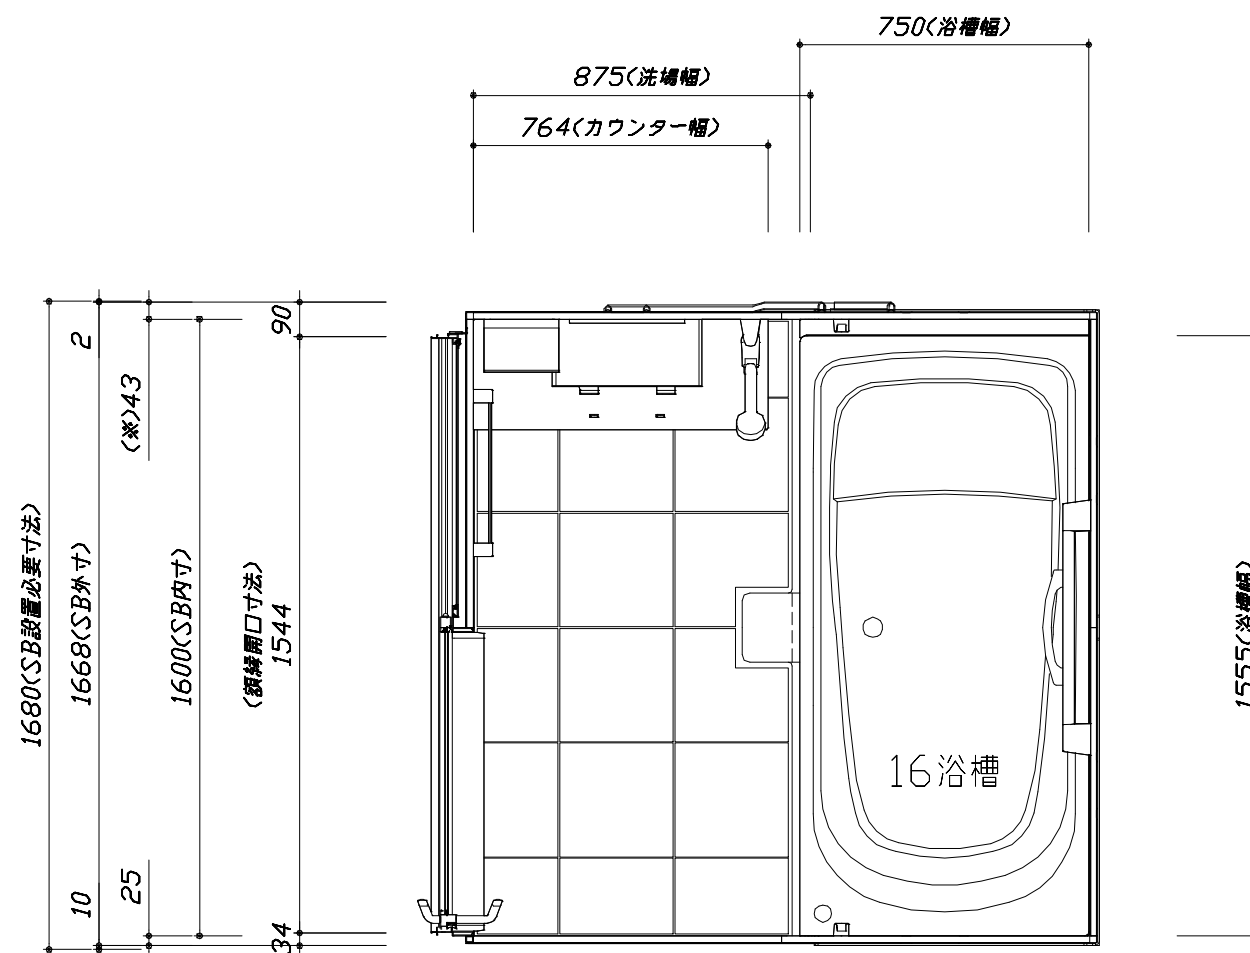 750(浴槽幅)
875(洗場幅)
764(カウンター幅)
90
2
(※)43
1680(SB設置必要寸法)
1668(SB外寸)
1600(SB内寸)
(額縁開口寸法)
1544
1555(浴槽幅)
16浴槽
25
10
34